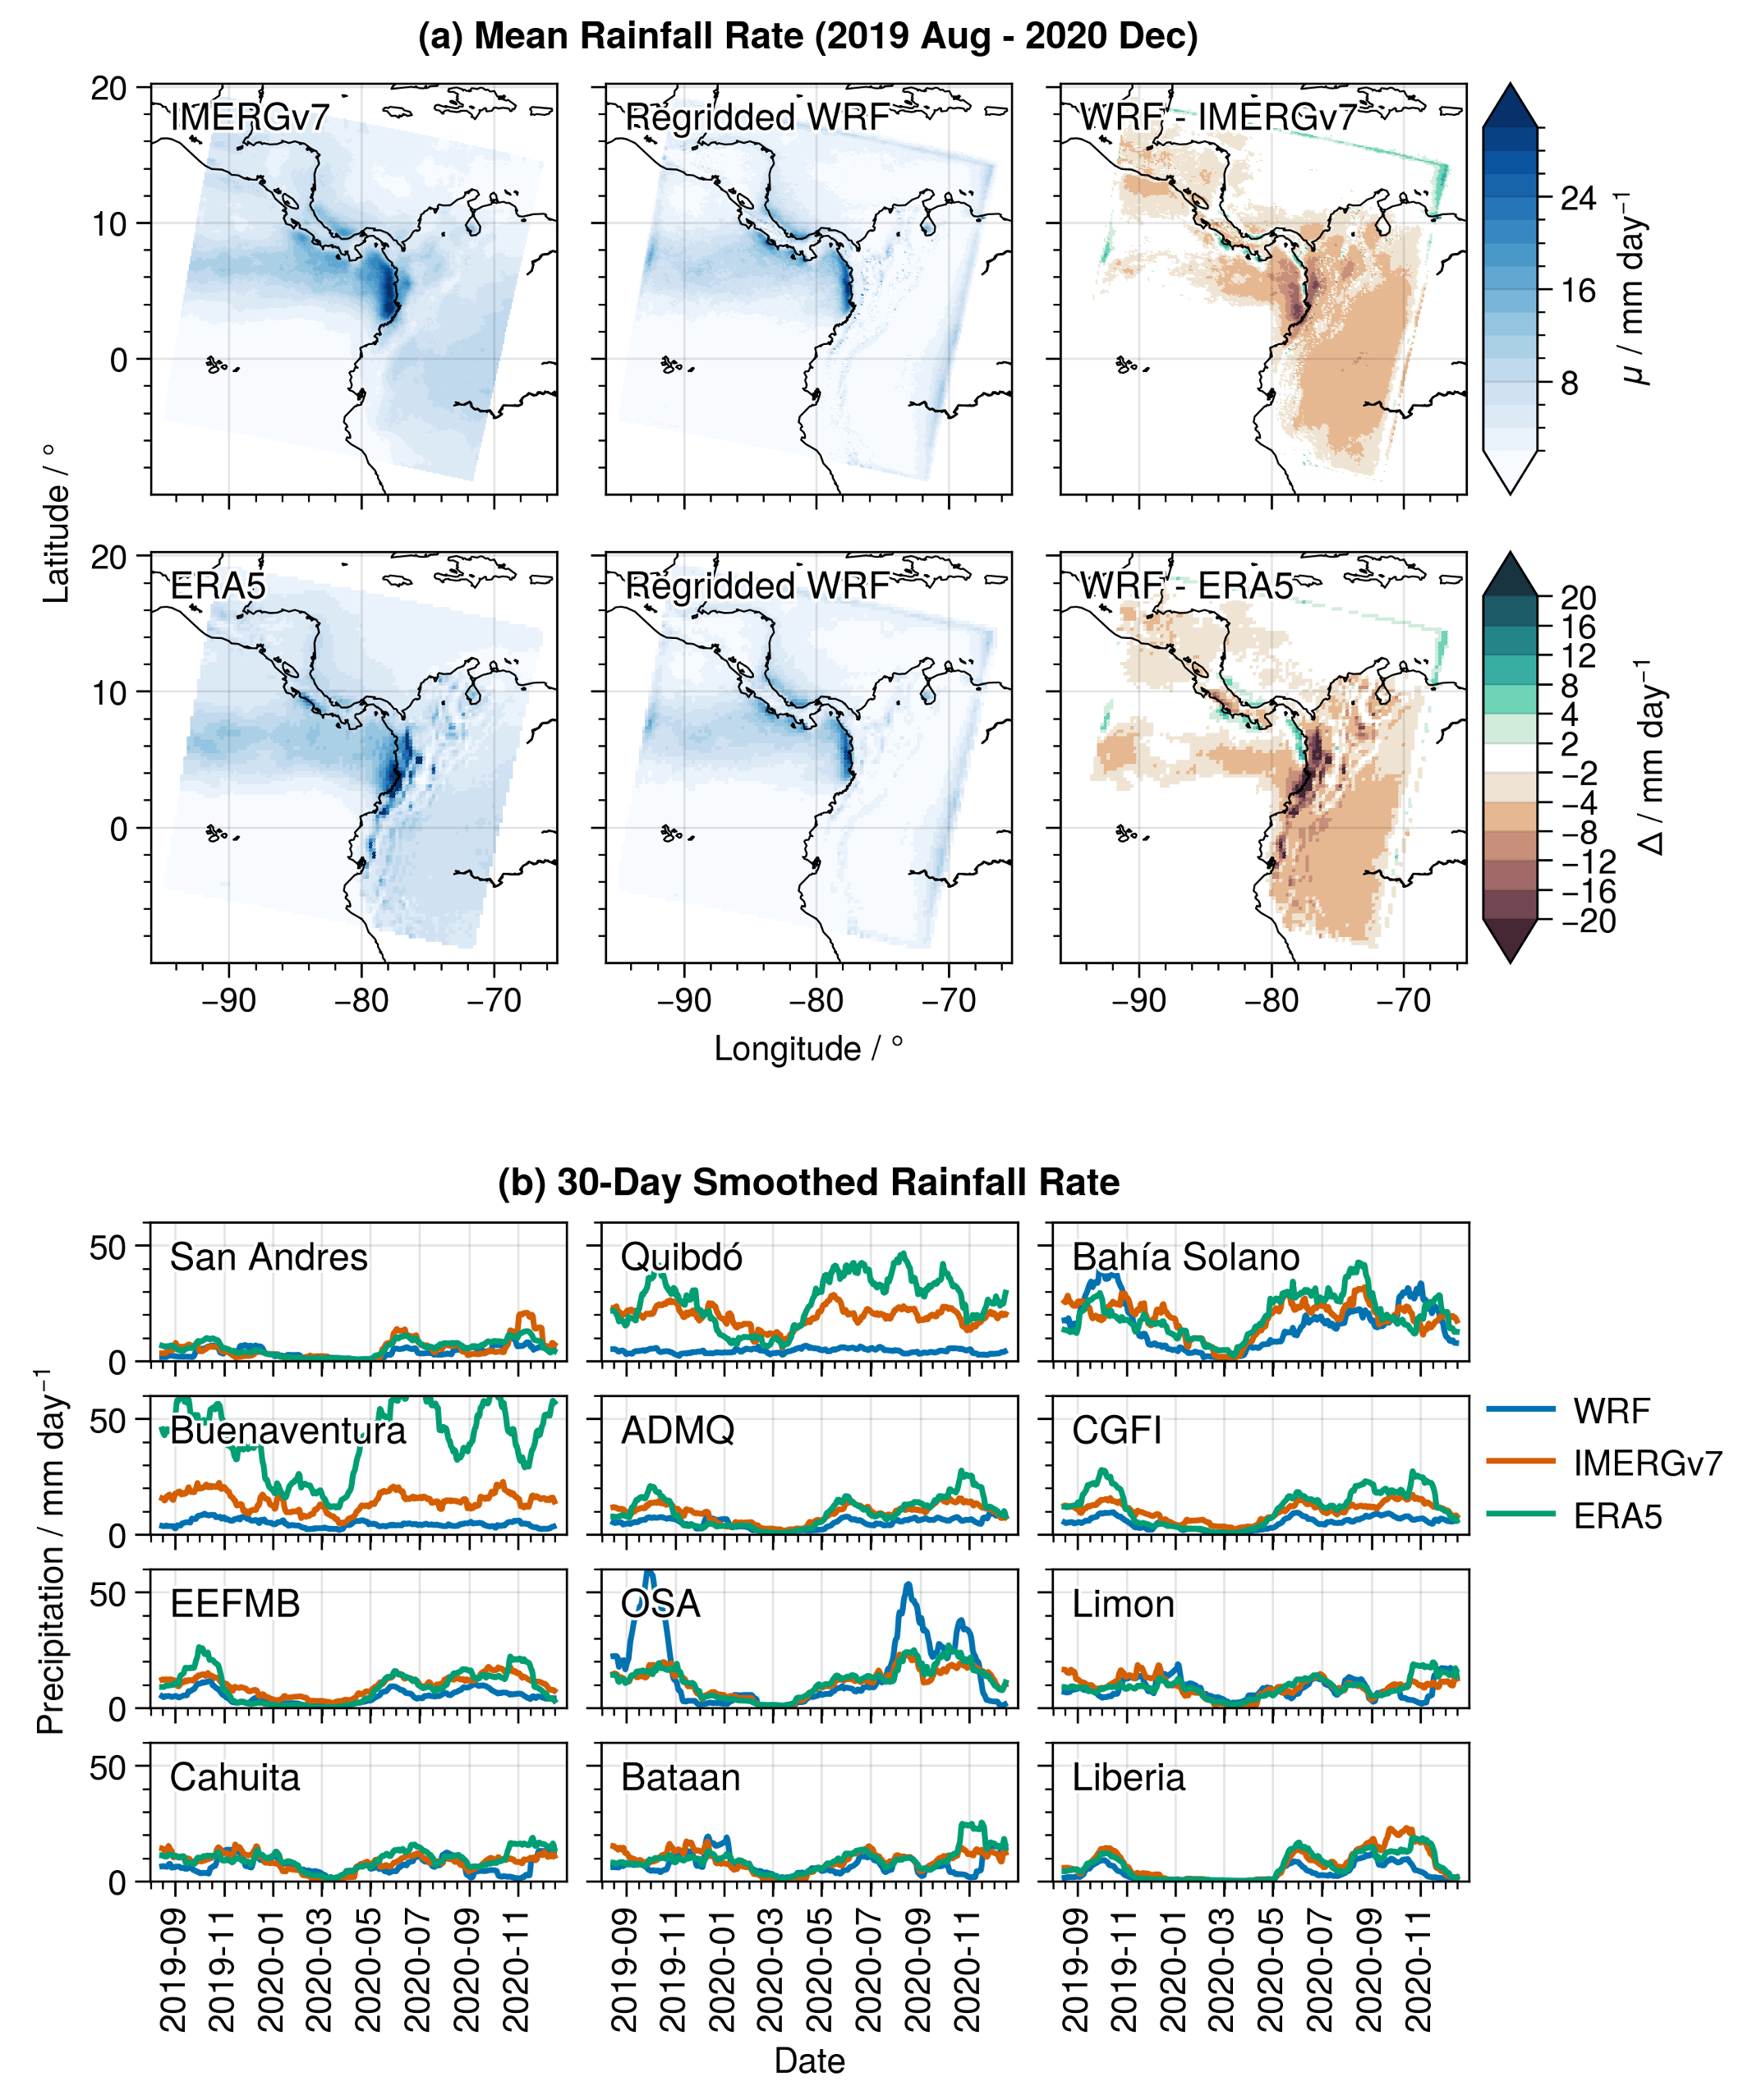 (a) Mean Rainfall Rate (2019 Aug - 2020 Dec)
IMERGv7
Regridded WRF
WRF - IMERGv7
20
10
0
24
16
8
μ / mm day⁻¹
Latitude / °
ERA5
Regridded WRF
WRF - ERA5
20
10
0
20
16
12
8
4
2
−2
−4
−8
−12
−16
−20
Δ / mm day⁻¹
−90 −80 −70 −90 −80 −70 −90 −80 −70
Longitude / °
(b) 30-Day Smoothed Rainfall Rate
50
0
San Andres
Quibdó
Bahía Solano
50
0
Buenaventura
ADMQ
CGFI
WRF
IMERGv7
ERA5
Precipitation / mm day⁻¹
50
0
EEFMB
OSA
Limon
50
0
Cahuita
Bataan
Liberia
2019-09 2019-11 2020-01 2020-03 2020-05 2020-07 2020-09 2020-11 2019-09 2019-11 2020-01 2020-03 2020-05 2020-07 2020-09 2020-11 2019-09 2019-11 2020-01 2020-03 2020-05 2020-07 2020-09 2020-11
Date